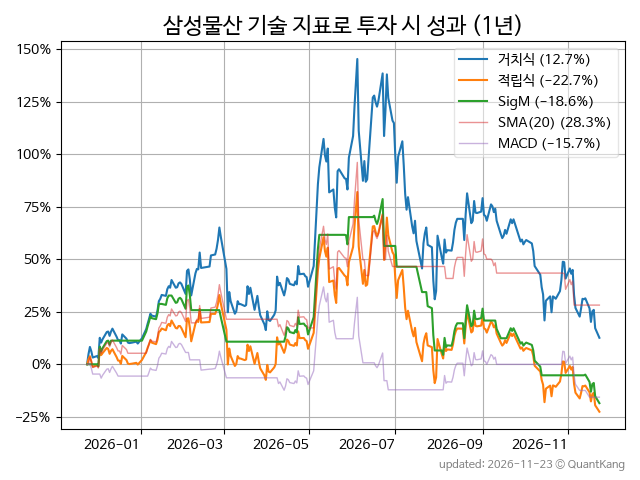 삼성물산 기술 지표로 투자 시 성과 (1년)
150%
125%
100%
75%
50%
25%
0%
−25%
거치식 (12.7%)
적립식 (−22.7%)
SigM (−18.6%)
SMA(20) (28.3%)
MACD (−15.7%)
2026-01
2026-03
2026-05
2026-07
2026-09
2026-11
updated: 2026-11-23 © QuantKang